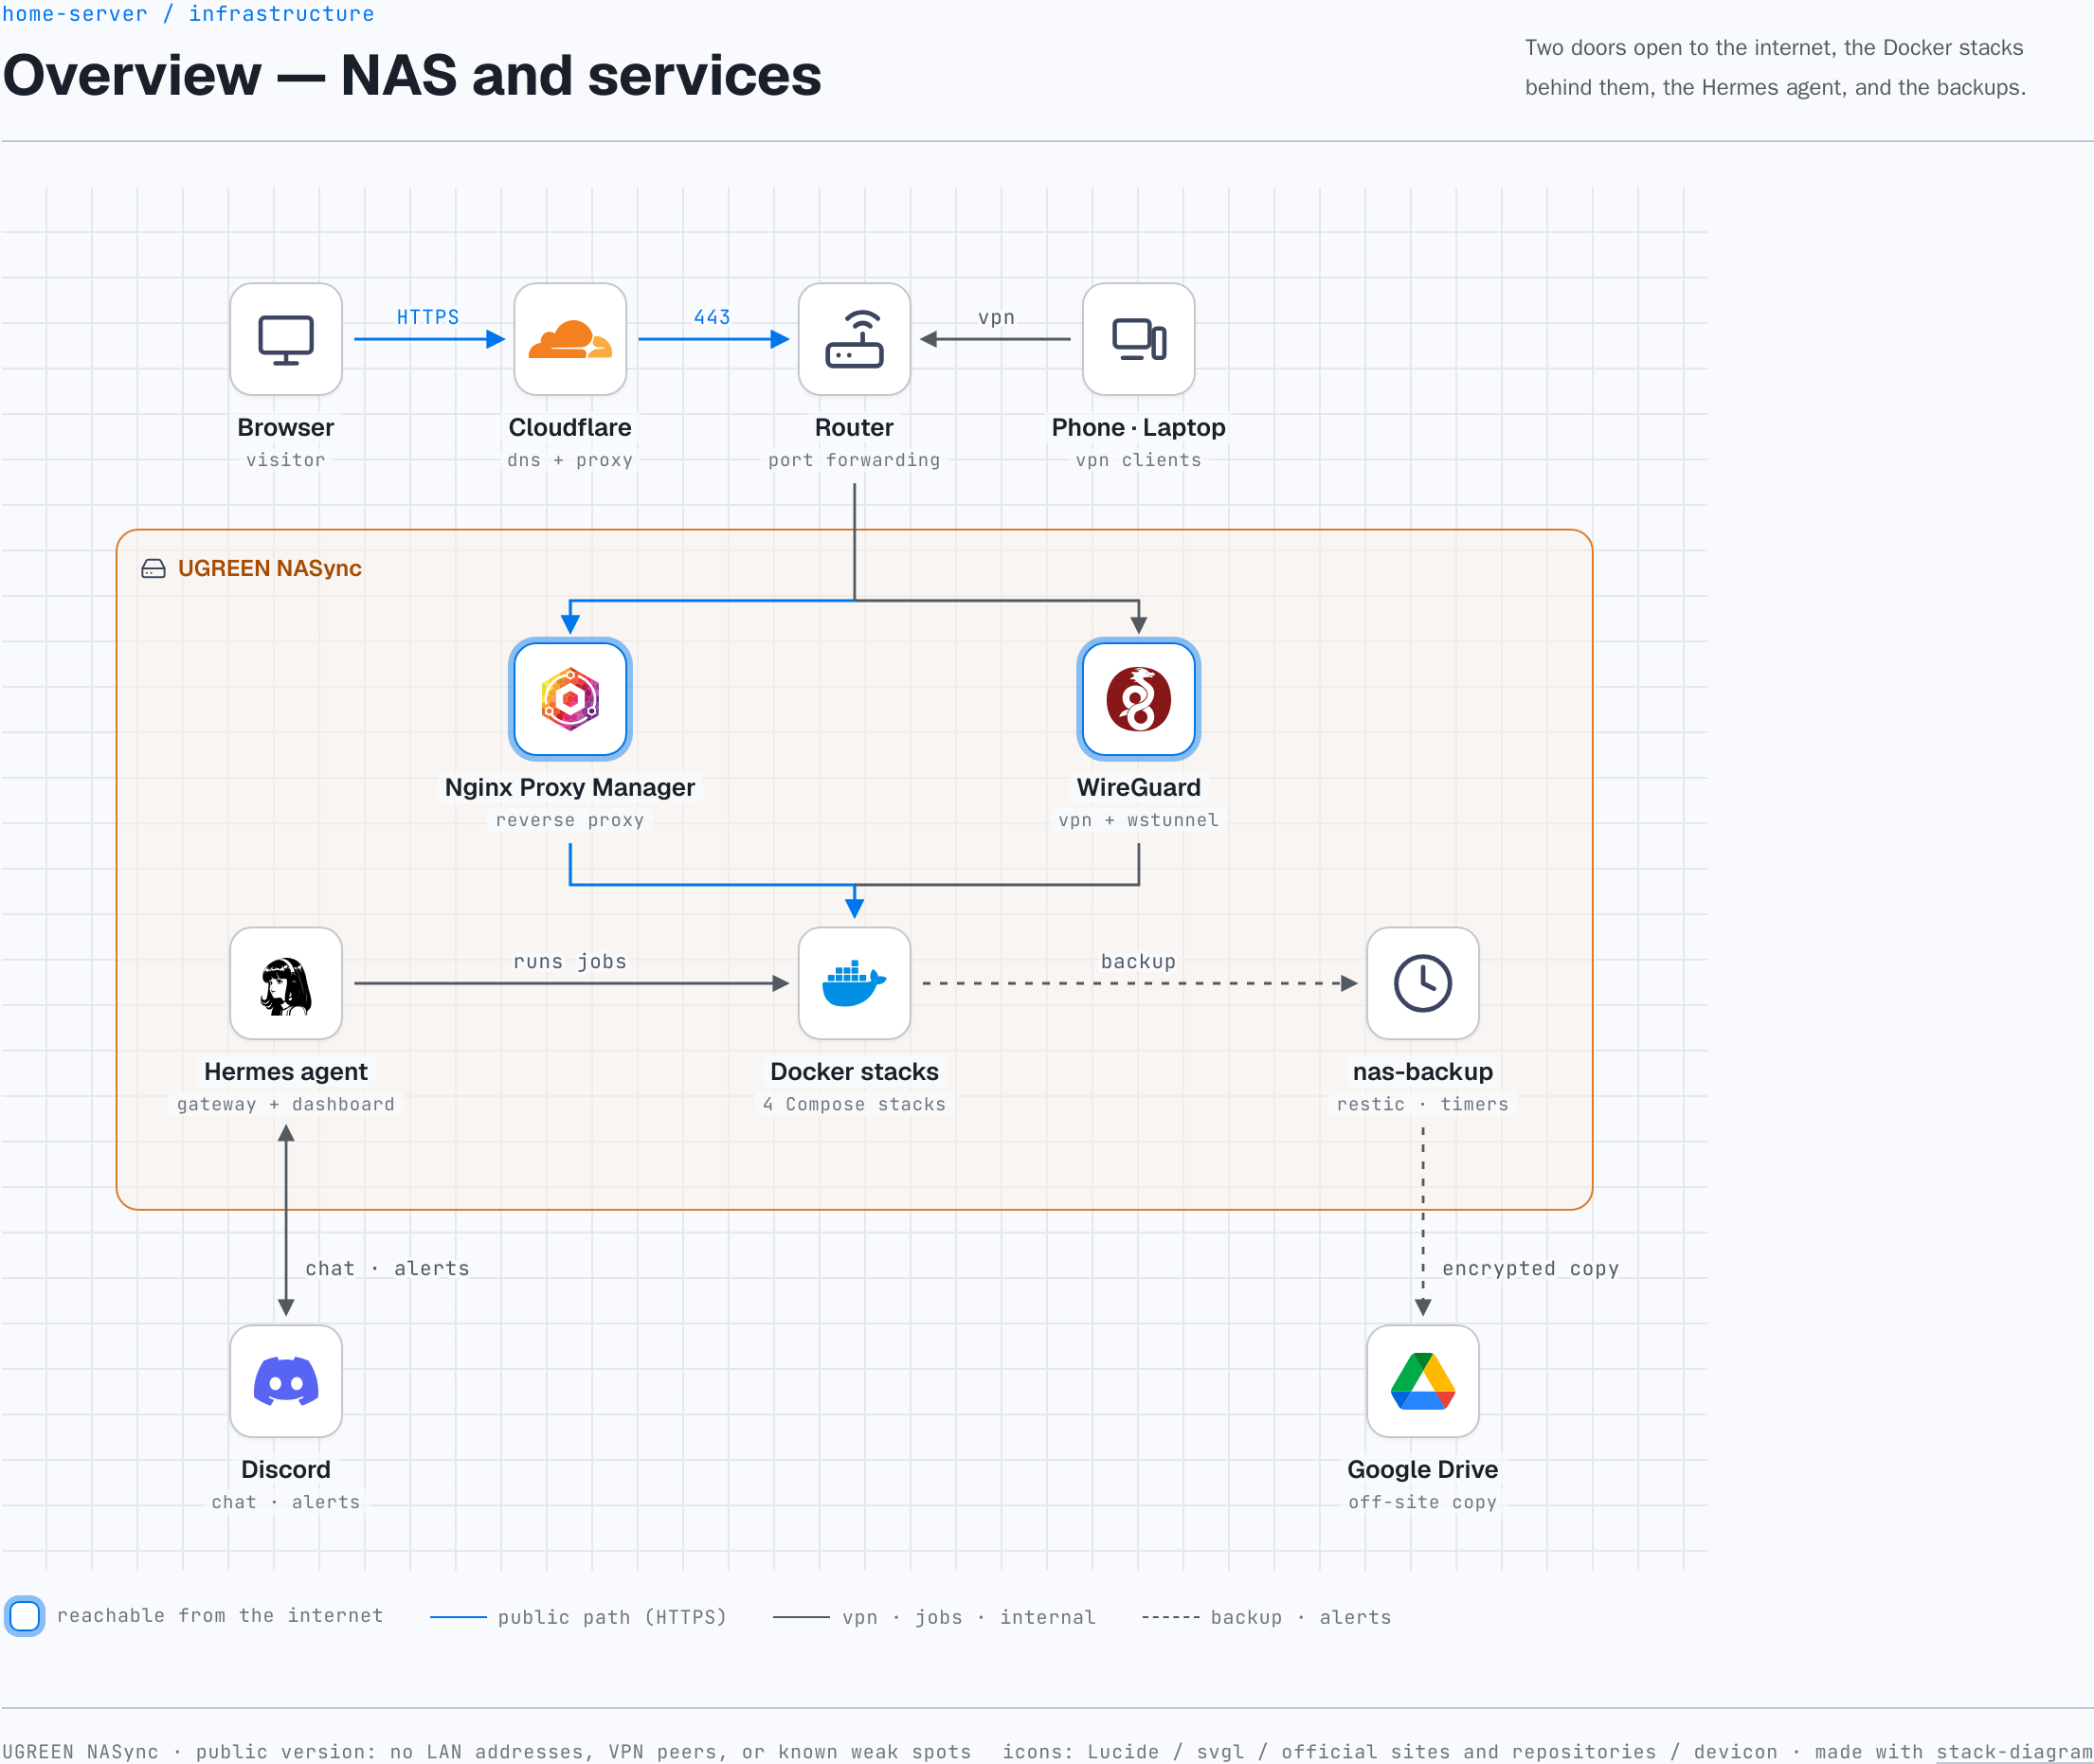 home-server / infrastructure
Overview — NAS and services
Two doors open to the internet, the Docker stacks
behind them, the Hermes agent, and the backups.
HTTPS
443
vpn
Browser
visitor
Cloudflare
dns + proxy
Router
port forwarding
Phone · Laptop
vpn clients
UGREEN NASync
Nginx Proxy Manager
reverse proxy
WireGuard
vpn + wstunnel
runs jobs
backup
Hermes agent
gateway + dashboard
Docker stacks
4 Compose stacks
nas-backup
restic · timers
chat · alerts
encrypted copy
Discord
chat · alerts
Google Drive
off-site copy
reachable from the internet
public path (HTTPS)
vpn · jobs · internal
backup · alerts
UGREEN NASync · public version: no LAN addresses, VPN peers, or known weak spots
icons: Lucide / svgl / official sites and repositories / devicon · made with stack-diagram